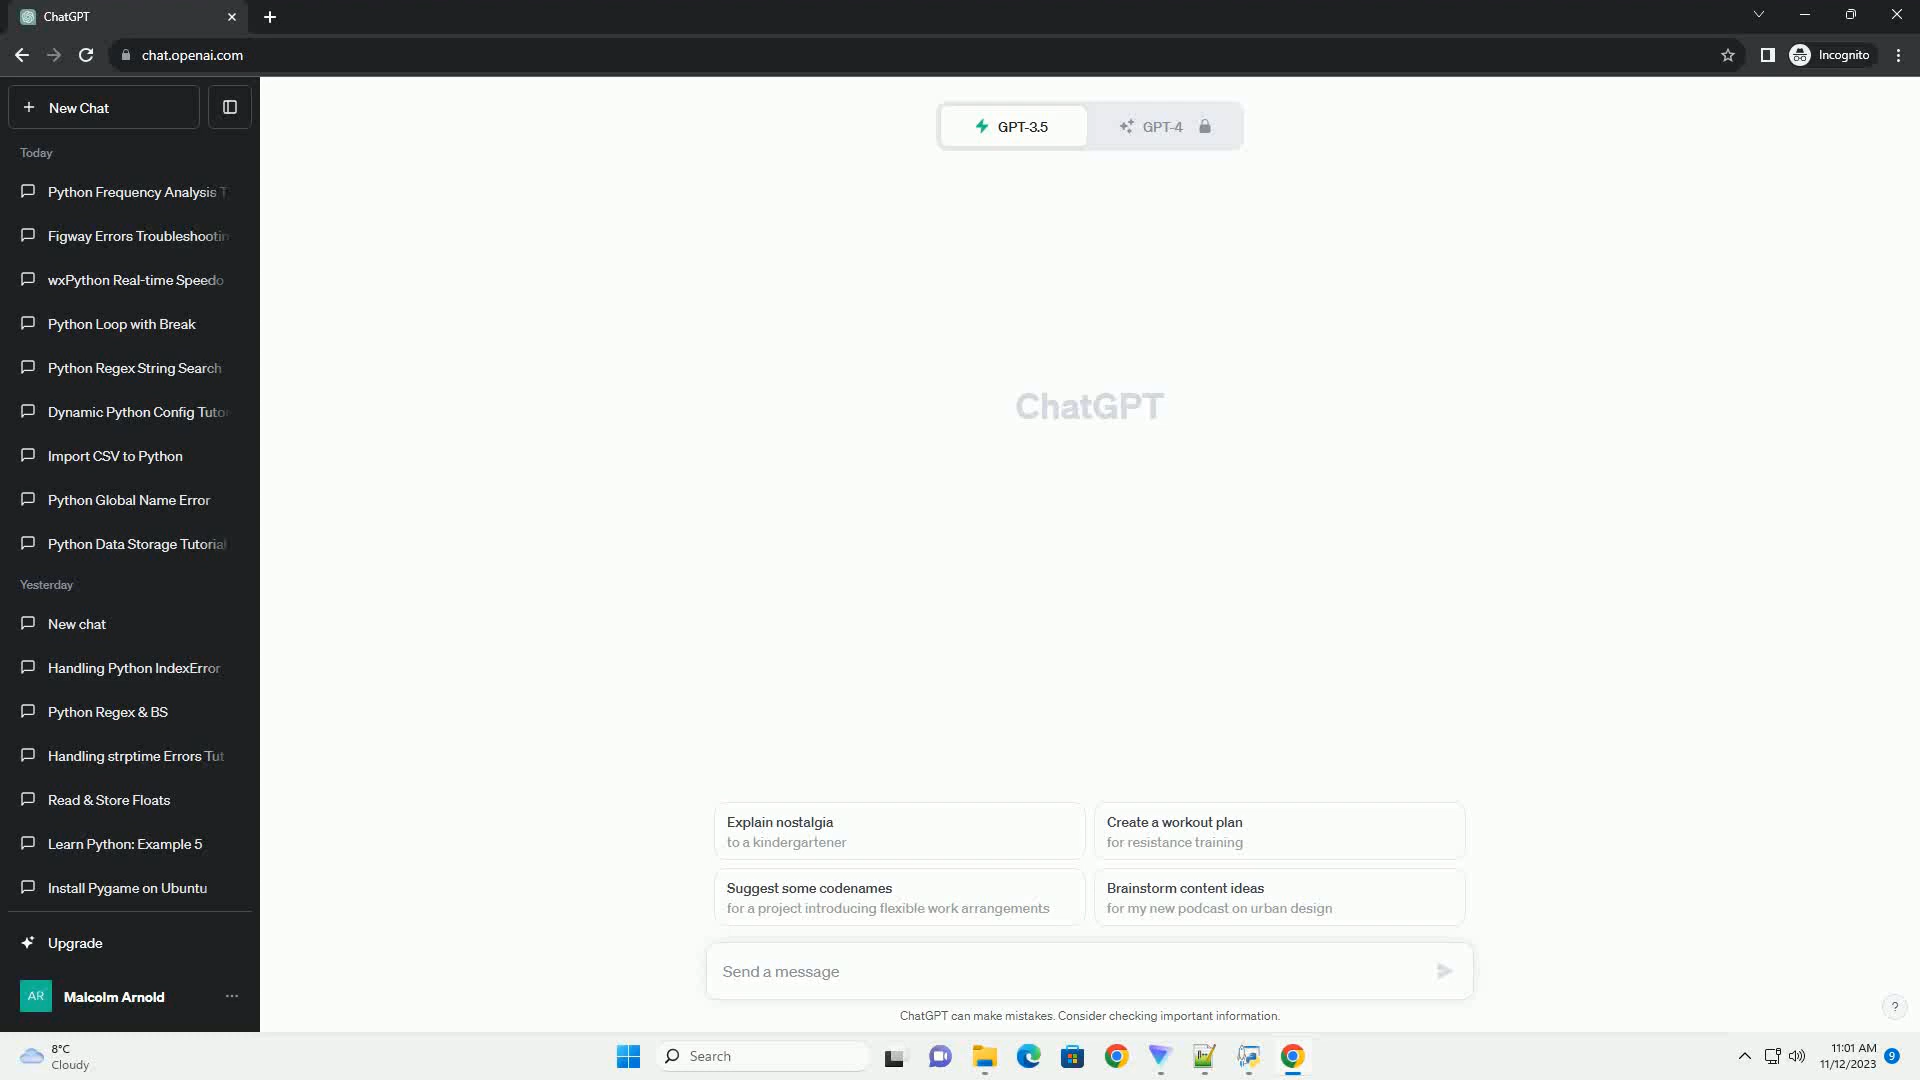 ChatGPT
chat.openai.com
Incognito
New Chat
GPT-3.5
GPT-4
Today
Python Frequency Analysis T
Figway Errors Troubleshootin
wxPython Real-time Speedo
Python Loop with Break
Python Regex String Search
Dynamic Python Config Tutor
Import CSV to Python
Python Global Name Error
Python Data Storage Tutorial
Yesterday
New chat
Handling Python IndexError
Python Regex & BS
Handling strptime Errors Tut
Read & Store Floats
Learn Python: Example 5
Install Pygame on Ubuntu
Upgrade
AR
Malcolm Arnold
ChatGPT
Explain nostalgia
to a kindergartener
Create a workout plan
for resistance training
Suggest some codenames
for a project introducing flexible work arrangements
Brainstorm content ideas
for my new podcast on urban design
Send a message
ChatGPT can make mistakes. Consider checking important information.
?
8°C
Cloudy
Search
11:01 AM
11/12/2023
9